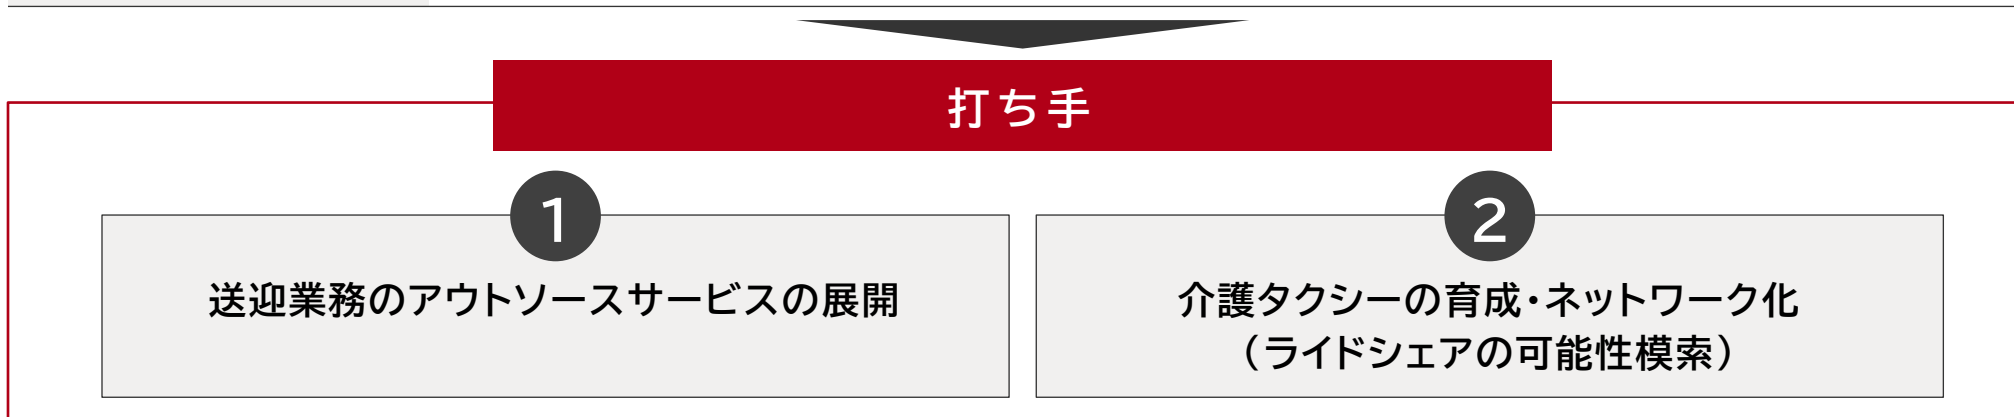 打ち手
1
送迎業務のアウトソースサービスの展開
2
介護タクシーの育成・ネットワーク化
（ライドシェアの可能性模索）